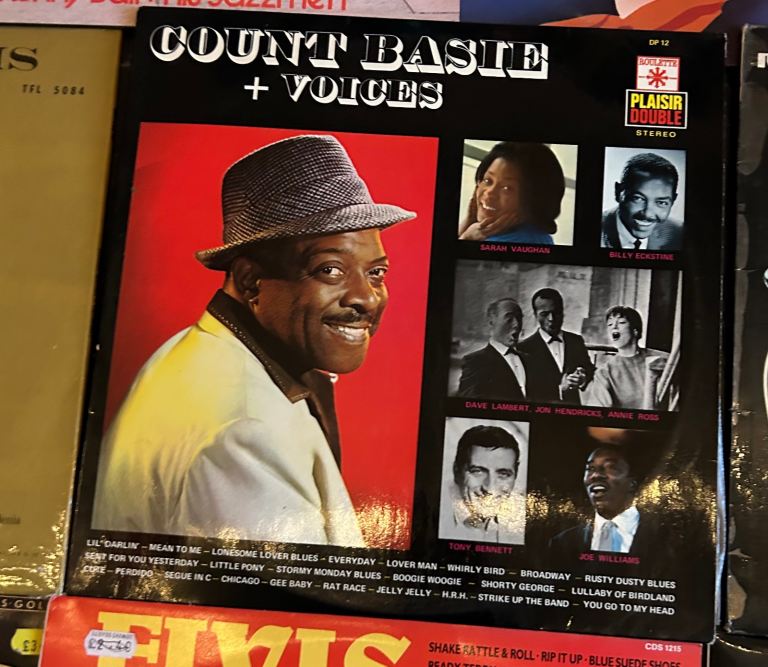 IS
TFL 5084
COUNT BASIE
+ VOICES
DP 12
ROULETTE
PLAISIR
DOUBLE
STEREO
SARAH VAUGHAN
BILLY ECKSTINE
DAVE LAMBERT, JON HENDRICKS, ANNIE ROSS
TONY BENNETT
JOE WILLIAMS
LIL' DARLIN' – MEAN TO ME – LONESOME LOVER BLUES – EVERYDAY – LOVER MAN – WHIRLY BIRD – BROADWAY – RUSTY DUSTY BLUES
SENT FOR YOU YESTERDAY – LITTLE PONY – STORMY MONDAY BLUES – BOOGIE WOOGIE – SHORTY GEORGE – LULLABY OF BIRDLAND
CUTE – PERDIDO – SEGUE IN C – CHICAGO – GEE BABY – RAT RACE – JELLY JELLY – H.R.H. – STRIKE UP THE BAND – YOU GO TO MY HEAD
£3
ELVIS
CDS 1215
SHAKE RATTLE & ROLL · RIP IT UP · BLUE SUEDE SHOES